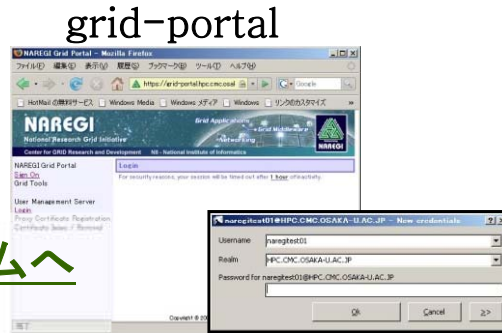 grid-portal
NAREGI Grid Portal - Mozilla Firefox
ファイル(F) 編集(E) 表示(V) 履歴(S) ブックマーク(B) ツール(T) ヘルプ(H)
https://grid-portal.hpc.cmc.osal
Google
HotMail の無料サービス Windows Media Windows メディア Windows リンクのカスタマイズ
NAREGI
National Research Grid Initiative
Grid Applications
Grid Middleware
Networking
NAREGI
Center for GRID Research and Development NII - National Institute of Informatics
NAREGI Grid Portal
Sign On
Grid Tools
User Management Server
Login
Proxy Certificate Registration
Login
For security reasons, your session will be timed out after 1 hour of inactivity.
ムへ
naregitest01@HPC.CMC.OSAKA-U.AC.JP - New credentials
Username
naregitest01
Realm
HPC.CMC.OSAKA-U.AC.JP
Password for naregitest01@HPC.CMC.OSAKA-U.AC.JP
Ok
Cancel
>>
完了